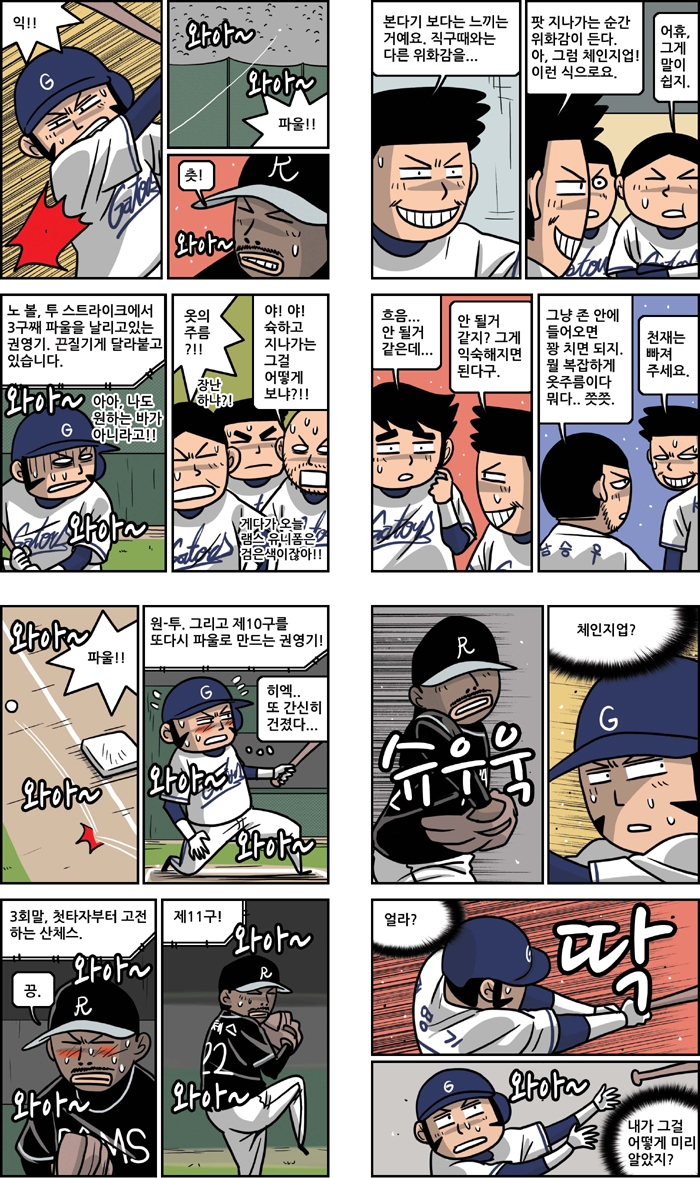 익!!
G
Gators
와아~
와아~
파울!!
츳!
R
와아~
노 볼, 투 스트라이크에서
3구째 파울을 날리고있는
권영기. 끈질기게 달라붙고
있습니다.
와아~
아아, 나도
원하는 바가
아니라고!!
G
Gators
와아~
옷의
주름
?!!
장난
하냐?!
야! 야!
슉하고
지나가는
그걸
어떻게
보냐?!!
게다가 오늘
램스 유니폼은
검은색이잖아!!
본다기 보다는 느끼는
거예요. 직구때와는
다른 위화감을...
팟 지나가는 순간
위화감이 든다.
아, 그럼 체인지업!
이런 식으로요.
어휴,
그게
말이
쉽지.
Gators
흐음...
안 될거
같은데...
안 될거
같지? 그게
익숙해지면
된다구.
Gators
그냥 존 안에
들어오면
꽝 치면 되지.
뭘 복잡하게
옷주름이다
뭐다.. 쯧쯧.
천재는
빠져
주세요.
남승우
와아~
파울!!
와아~
원-투. 그리고 제10구를
또다시 파울로 만드는 권영기!
G
히엑..
또 간신히
건졌다...
와아~
와아~
3회말, 첫타자부터 고전
하는 산체스.
와아~
끙.
R
와아~
RAMS
제11구!
와아~
R
22
와아~
R
슈우욱
체인지업?
G
얼라?
딱
G
G
와아~
내가 그걸
어떻게 미리
알았지?